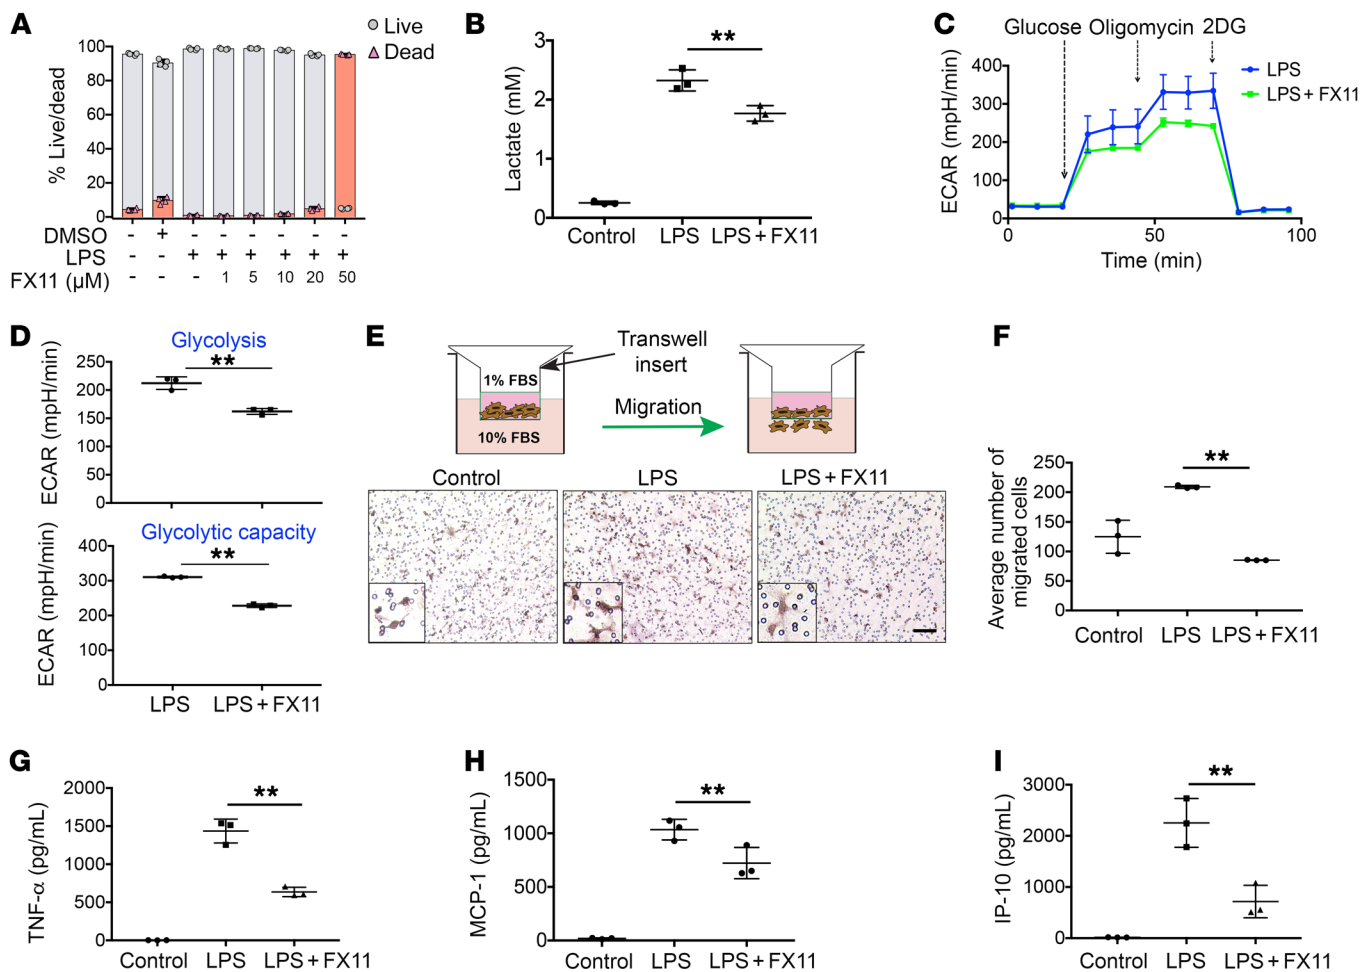 A
Live
Dead
% Live/dead
100
80
60
40
20
0
DMSO - + - - - - - -
LPS - - + + + + + +
FX11 (µM) - - - 1 5 10 20 50
B
**
Lactate (mM)
3
2
1
0
Control LPS LPS + FX11
C
Glucose Oligomycin 2DG
LPS
LPS + FX11
ECAR (mpH/min)
400
300
200
100
0
0 50 100
Time (min)
D
Glycolysis
**
ECAR (mpH/min)
250
200
150
100
50
0
Glycolytic capacity
**
ECAR (mpH/min)
400
300
200
100
0
LPS LPS + FX11
E
Transwell
insert
1% FBS
Migration
10% FBS
Control LPS LPS + FX11
F
**
Average number of
migrated cells
250
200
150
100
50
0
Control LPS LPS + FX11
G
**
TNF-α (pg/mL)
2000
1500
1000
500
0
Control LPS LPS + FX11
H
**
MCP-1 (pg/mL)
1500
1000
500
0
Control LPS LPS + FX11
I
**
IP-10 (pg/mL)
3000
2000
1000
0
Control LPS LPS + FX11